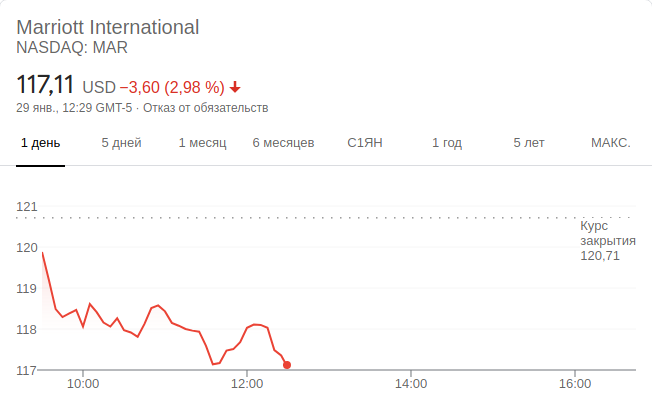 Marriott International
NASDAQ: MAR
117,11 USD −3,60 (2,98 %)
29 янв., 12:29 GMT-5 · Отказ от обязательств
1 день 5 дней 1 месяц 6 месяцев С1ЯН 1 год 5 лет МАКС.
121
Курс
закрытия
120,71
120
119
118
117
10:00 12:00 14:00 16:00